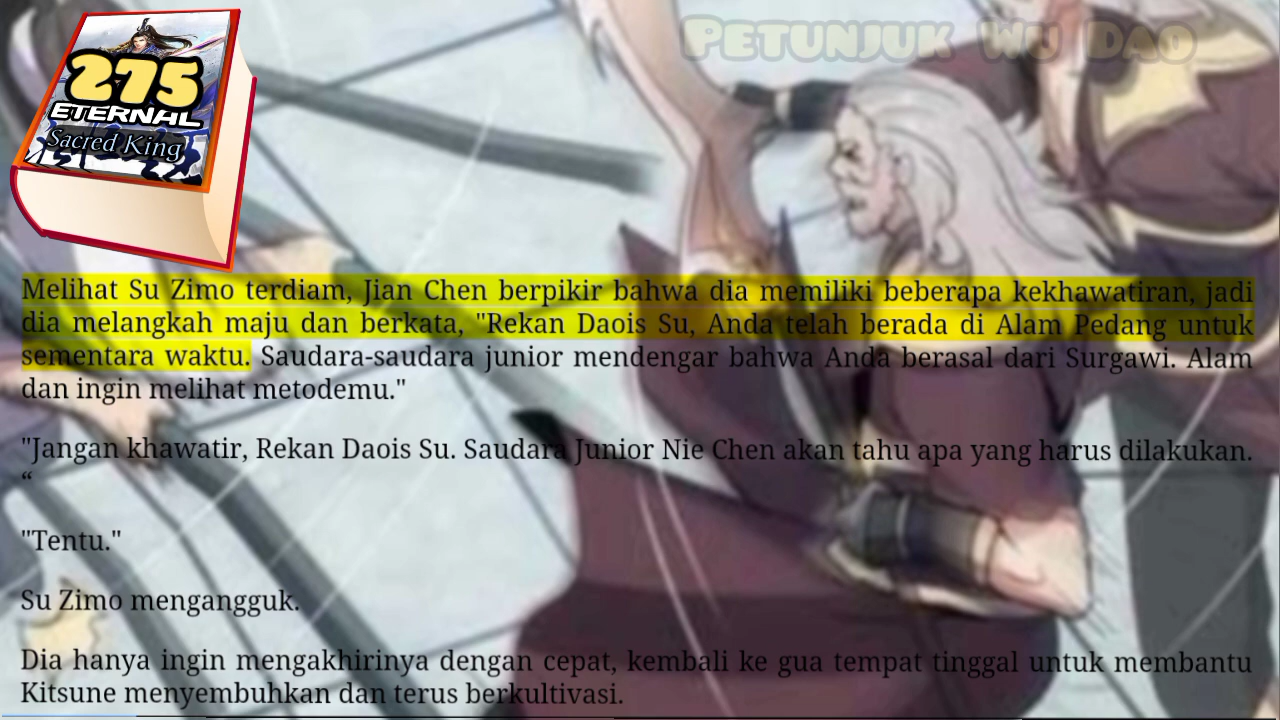 Petunjuk Wu Dao
275
ETERNAL
Sacred King
Melihat Su Zimo terdiam, Jian Chen berpikir bahwa dia memiliki beberapa kekhawatiran, jadi
dia melangkah maju dan berkata, "Rekan Daois Su, Anda telah berada di Alam Pedang untuk
sementara waktu. Saudara-saudara junior mendengar bahwa Anda berasal dari Surgawi. Alam
dan ingin melihat metodemu."
"Jangan khawatir, Rekan Daois Su. Saudara Junior Nie Chen akan tahu apa yang harus dilakukan.
“
"Tentu."
Su Zimo mengangguk.
Dia hanya ingin mengakhirinya dengan cepat, kembali ke gua tempat tinggal untuk membantu
Kitsune menyembuhkan dan terus berkultivasi.